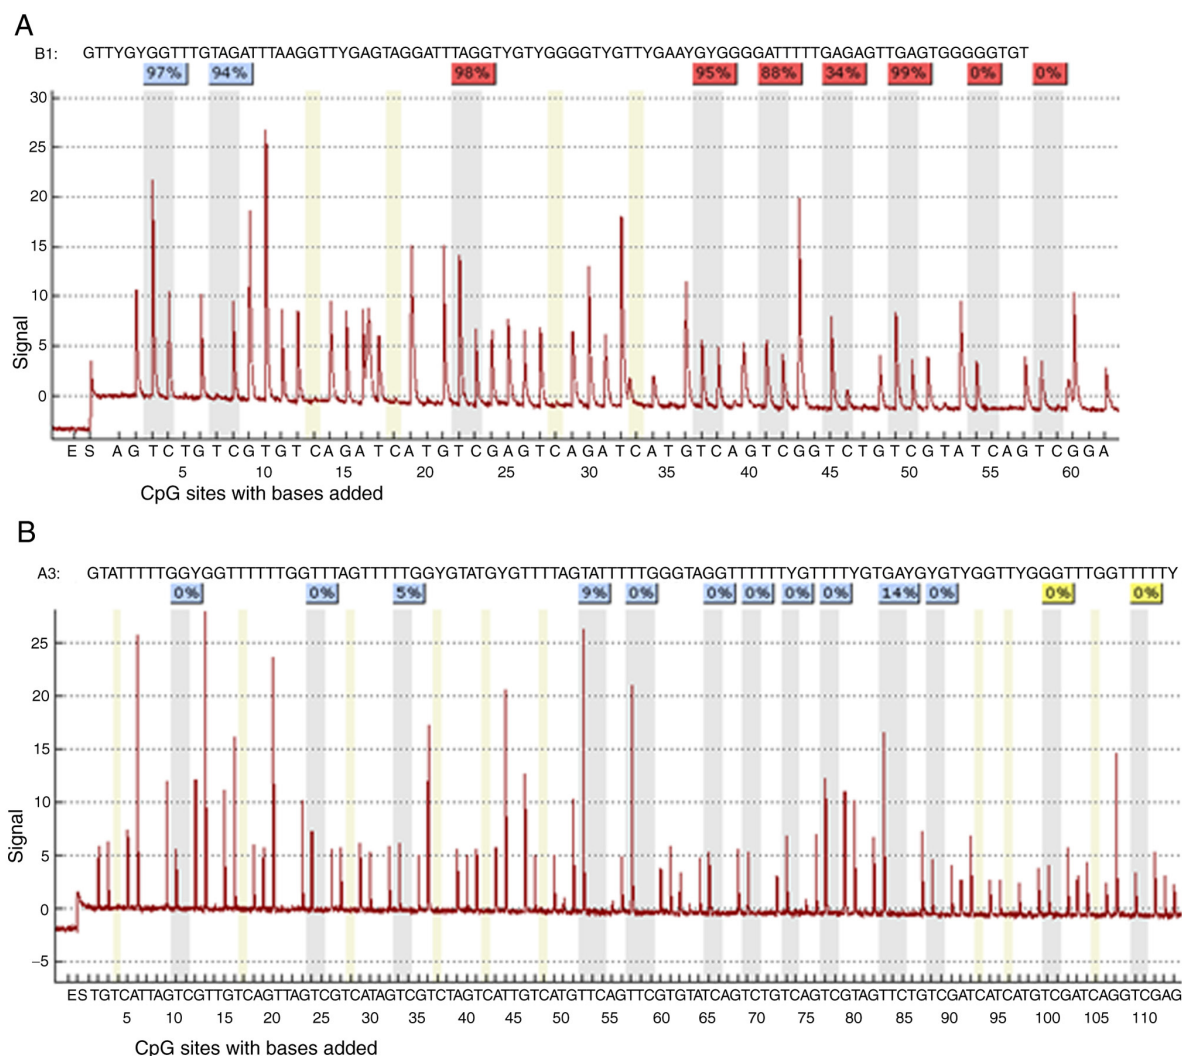 A
B1: GTTYGYGGTTTGTAGATTTAAGGTTYGAGTAGGATTTAGGTYGTYGGGGTYGTTYGAAYGYGGGGATTTTTGAGAGTTGAGTGGGGGTGT
97% 94% 98% 95% 88% 34% 99% 0% 0%
30
25
20
15
10
5
0
Signal
E S A G T C T G T C G T G T C A G A T C A T G T C G A G T C A G A T C A T G T C A G T C G G T C T G T C G T A T C A G T C G G A
5 10 15 20 25 30 35 40 45 50 55 60
CpG sites with bases added
B
A3: GTATTTTTGGYGGTTTTTTGGTTTAGTTTTTGGYGTATGYGTTTTAGTATTTTTGGGTAGGTTTTTTYGTTTTYGTGAYGYGTYGGTTYGGGTTTGGTTTTTY
0% 0% 5% 9% 0% 0% 0% 0% 0% 14% 0% 0% 0%
25
20
15
10
5
0
−5
Signal
ES TGTCATTAGTCGTTGTCAGTTAGTCGTCATAGTCGTCTAGTCATTGTCATGTTCAGTTCGTGTATCAGTCTGTCAGTCGTAGTTCTGTCGATCATCATGTCGATCAGGTCGAG
5 10 15 20 25 30 35 40 45 50 55 60 65 70 75 80 85 90 95 100 105 110
CpG sites with bases added